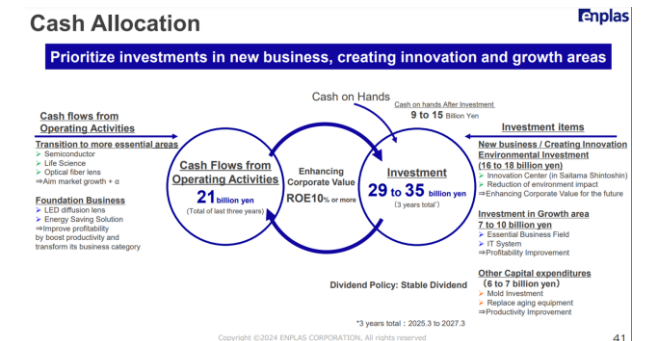 Cash Allocation
Enplas
Prioritize investments in new business, creating innovation and growth areas
Cash flows from
Operating Activities
Transition to more essential areas
➢ Semiconductor
➢ Life Science
➢ Optical fiber lens
⇒Aim market growth + α
Foundation Business
➢ LED diffusion lens
➢ Energy Saving Solution
⇒Improve profitability
by boost productivity and
transform its business category
Cash Flows from
Operating Activities
21 billion yen
(Total of last three years)
Cash on Hands
Cash on hands After Investment
9 to 15 Billion Yen
Enhancing
Corporate Value
ROE10% or more
Investment
29 to 35 billion yen
(3 years total*)
Investment items
New business / Creating Innovation
Environmental Investment
(16 to 18 billion yen)
➢ Innovation Center (in Saitama Shintoshin)
➢ Reduction of environment impact
⇒Enhancing Corporate Value for the future
Investment in Growth area
7 to 10 billion yen)
➢ Essential Business Field
➢ IT System
⇒Profitability Improvement
Other Capital expenditures
(6 to 7 billion yen)
➢ Mold Investment
➢ Replace aging equipment
⇒Productivity Improvement
Dividend Policy: Stable Dividend
*3 years total : 2025.3 to 2027.3
Copyright ©2024 ENPLAS CORPORATION, All rights reserved
41